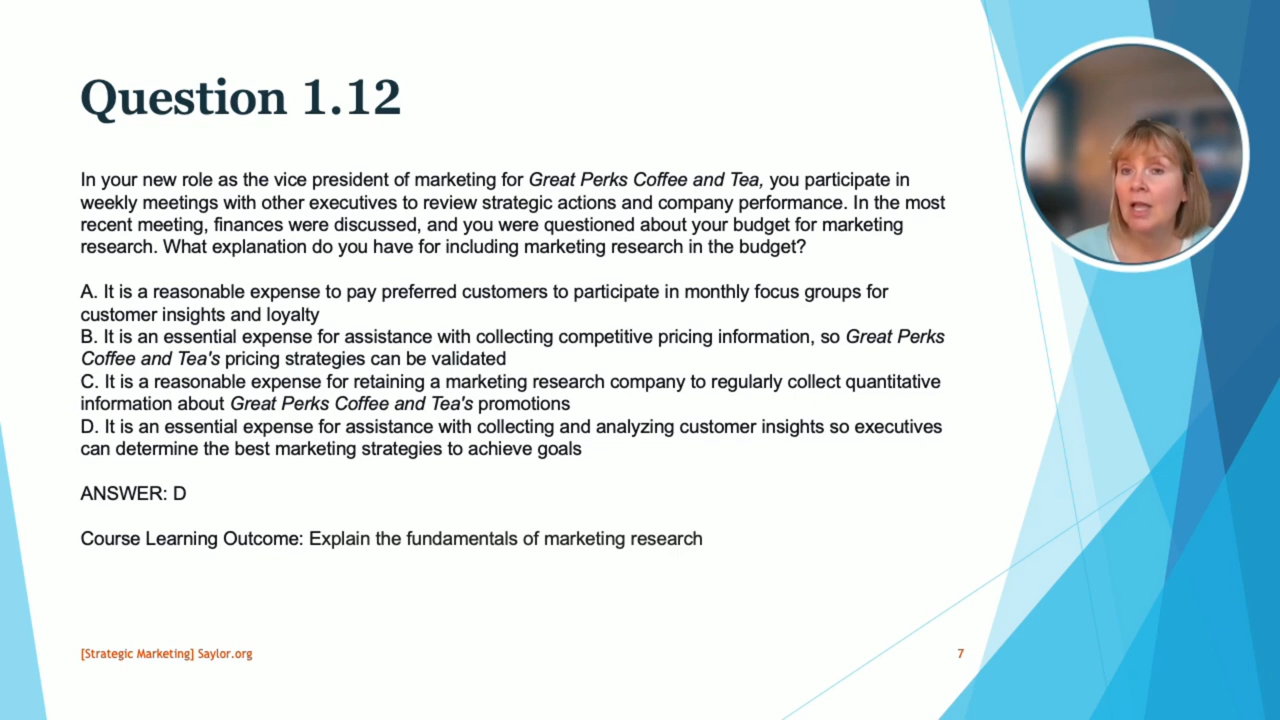 Question 1.12
In your new role as the vice president of marketing for Great Perks Coffee and Tea, you participate in
weekly meetings with other executives to review strategic actions and company performance. In the most
recent meeting, finances were discussed, and you were questioned about your budget for marketing
research. What explanation do you have for including marketing research in the budget?
A. It is a reasonable expense to pay preferred customers to participate in monthly focus groups for
customer insights and loyalty
B. It is an essential expense for assistance with collecting competitive pricing information, so Great Perks
Coffee and Tea's pricing strategies can be validated
C. It is a reasonable expense for retaining a marketing research company to regularly collect quantitative
information about Great Perks Coffee and Tea's promotions
D. It is an essential expense for assistance with collecting and analyzing customer insights so executives
can determine the best marketing strategies to achieve goals
ANSWER: D
Course Learning Outcome: Explain the fundamentals of marketing research
[Strategic Marketing] Saylor.org
7